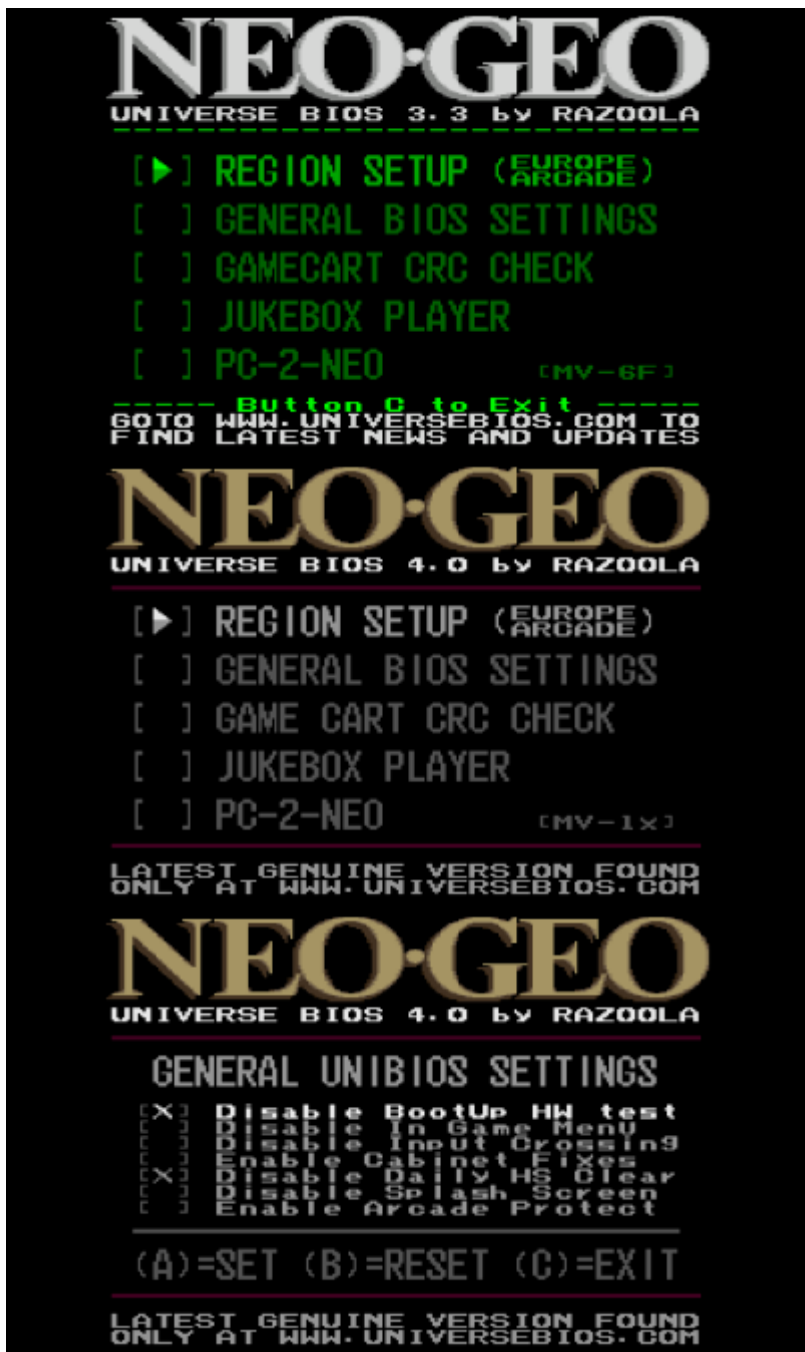 NEO·GEO
UNIVERSE BIOS 3.3 by RAZOOLA
[▶] REGION SETUP (EUROPE ARCADE)
[ ] GENERAL BIOS SETTINGS
[ ] GAMECART CRC CHECK
[ ] JUKEBOX PLAYER
[ ] PC-2-NEO [MV-6F]
----- Button C to Exit -----
GOTO WWW.UNIVERSEBIOS.COM TO
FIND LATEST NEWS AND UPDATES
NEO·GEO
UNIVERSE BIOS 4.0 by RAZOOLA
[▶] REGION SETUP (EUROPE ARCADE)
[ ] GENERAL BIOS SETTINGS
[ ] GAME CART CRC CHECK
[ ] JUKEBOX PLAYER
[ ] PC-2-NEO [MV-1x]
LATEST GENUINE VERSION FOUND
ONLY AT WWW.UNIVERSEBIOS.COM
NEO·GEO
UNIVERSE BIOS 4.0 by RAZOOLA
GENERAL UNIBIOS SETTINGS
[X] Disable BootUp HW test
[ ] Disable In Game Menu
[ ] Disable Input Crossing
[ ] Enable Cabinet Fixes
[X] Disable Daily HS Clear
[ ] Disable Splash Screen
[ ] Enable Arcade Protect
(A)=SET (B)=RESET (C)=EXIT
LATEST GENUINE VERSION FOUND
ONLY AT WWW.UNIVERSEBIOS.COM